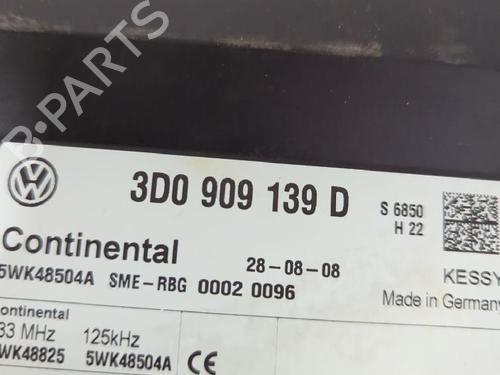 B-PARTS
3D0 909 139 D
S 6850
H 22
Continental
28-08-08
5WK48504A SME-RBG 0002 0096
KESSY
Made in Germany
ontinental
33 MHz 125kHz
WK48825 5WK48504A CE